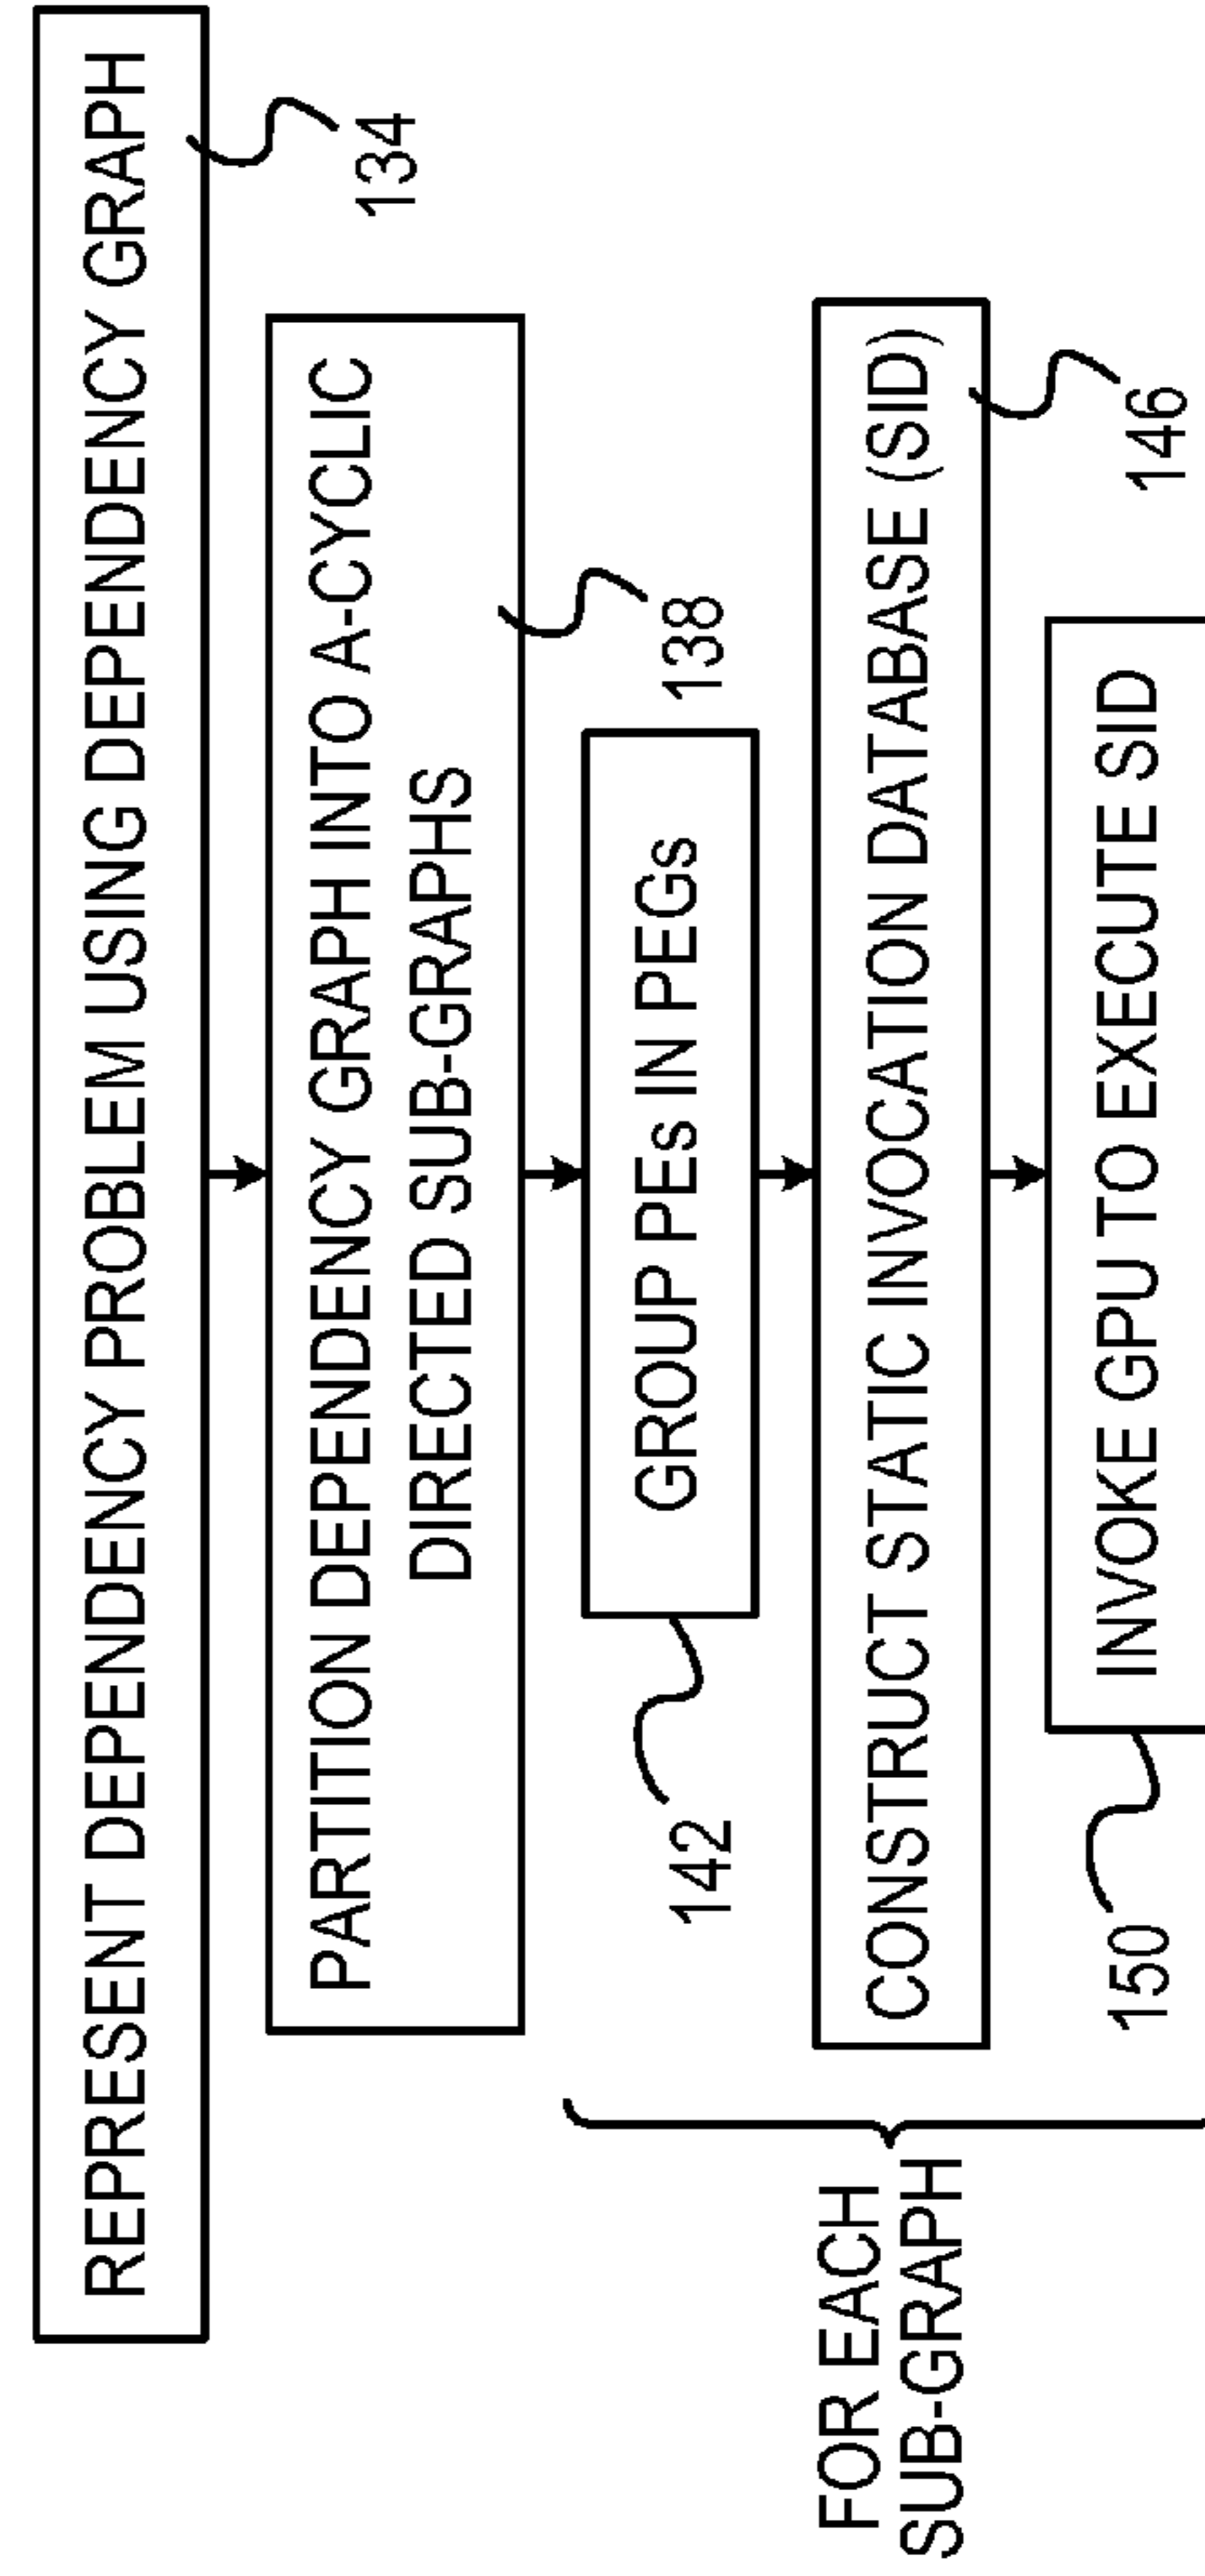 REPRESENT DEPENDENCY PROBLEM USING DEPENDENCY GRAPH
134
PARTITION DEPENDENCY GRAPH INTO A-CYCLIC
DIRECTED SUB-GRAPHS
138
GROUP PEs IN PEGs
142
FOR EACH
SUB-GRAPH
CONSTRUCT STATIC INVOCATION DATABASE (SID)
146
INVOKE GPU TO EXECUTE SID
150